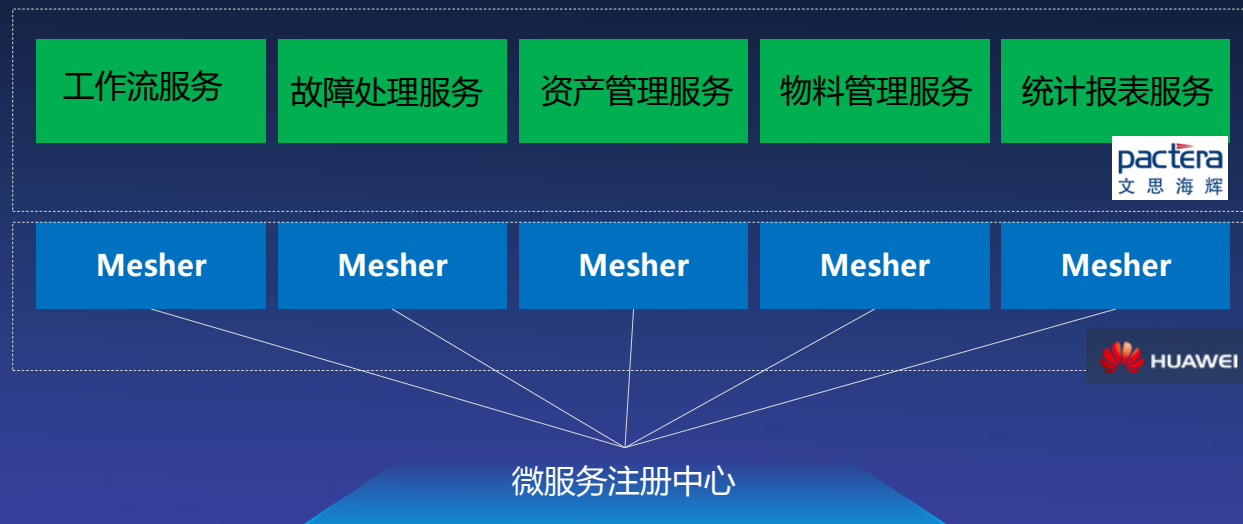 工作流服务
故障处理服务
资产管理服务
物料管理服务
统计报表服务
pactera
文思海辉
Mesher
Mesher
Mesher
Mesher
Mesher
HUAWEI
微服务注册中心